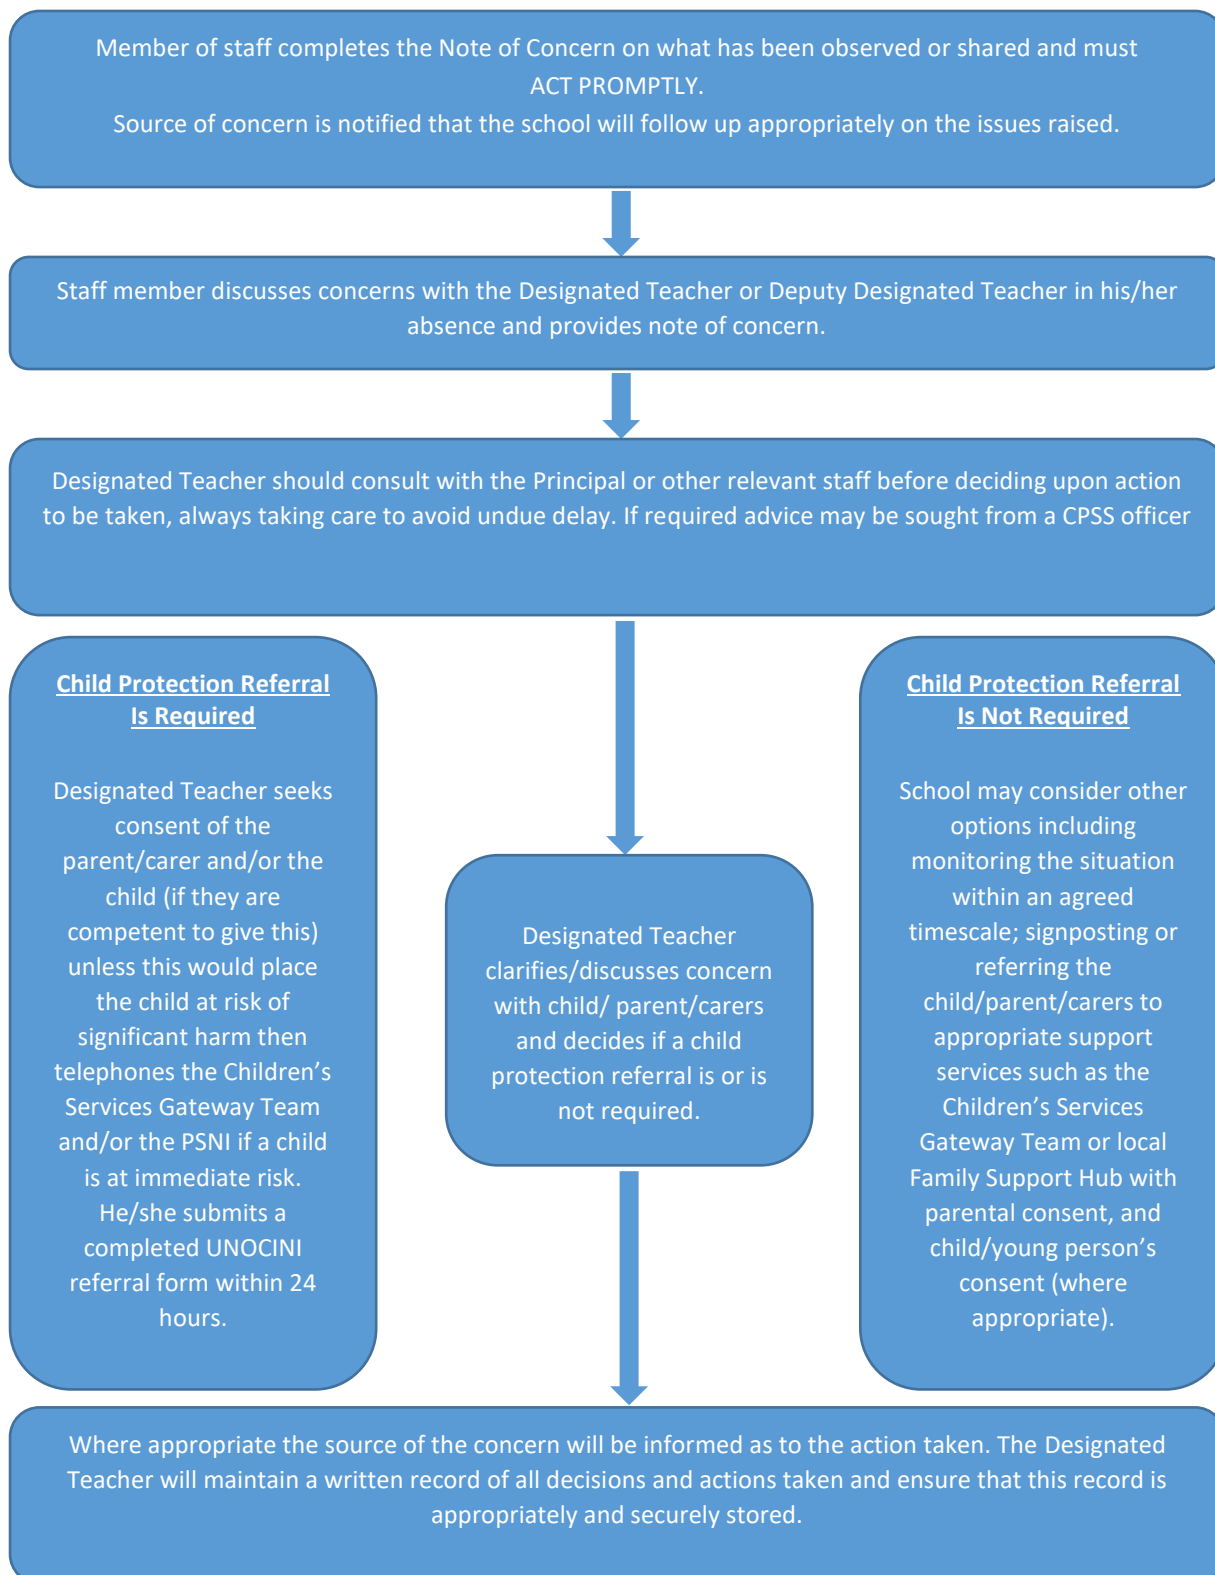 Member of staff completes the Note of Concern on what has been observed or shared and must
ACT PROMPTLY.
Source of concern is notified that the school will follow up appropriately on the issues raised.
Staff member discusses concerns with the Designated Teacher or Deputy Designated Teacher in his/her
absence and provides note of concern.
Designated Teacher should consult with the Principal or other relevant staff before deciding upon action
to be taken, always taking care to avoid undue delay. If required advice may be sought from a CPSS officer
Child Protection Referral
Is Required
Designated Teacher seeks
consent of the
parent/carer and/or the
child (if they are
competent to give this)
unless this would place
the child at risk of
significant harm then
telephones the Children's
Services Gateway Team
and/or the PSNI if a child
is at immediate risk.
He/she submits a
completed UNOCINI
referral form within 24
hours.
Designated Teacher
clarifies/discusses concern
with child/ parent/carers
and decides if a child
protection referral is or is
not required.
Child Protection Referral
Is Not Required
School may consider other
options including
monitoring the situation
within an agreed
timescale; signposting or
referring the
child/parent/carers to
appropriate support
services such as the
Children's Services
Gateway Team or local
Family Support Hub with
parental consent, and
child/young person's
consent (where
appropriate).
Where appropriate the source of the concern will be informed as to the action taken. The Designated
Teacher will maintain a written record of all decisions and actions taken and ensure that this record is
appropriately and securely stored.